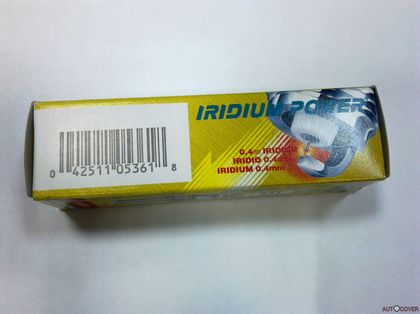 IRIDIUM POWER
0.4mm IRIDIUM
IRIDIO 0.4mm
IRIDIUM 0.4mm
0 42511 05361 8
AUTOCOVER